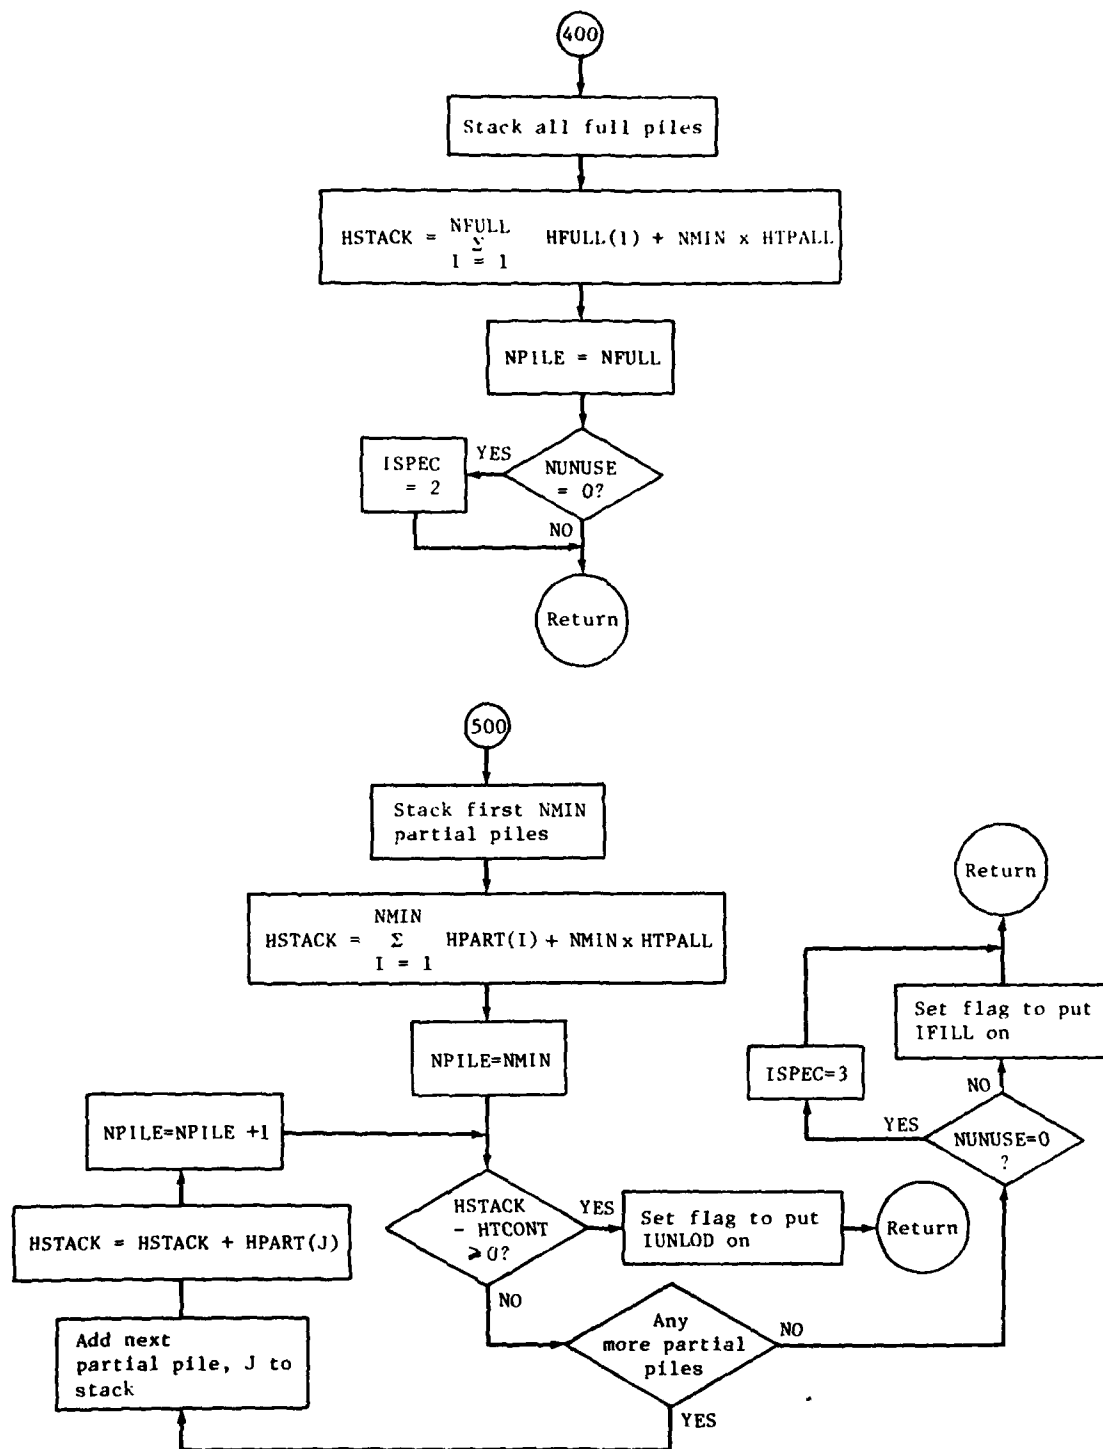 400
Stack all full piles
NFULL
HSTACK = Σ HFULL(1) + NMIN x HTPALL
I = 1
NPILE = NFULL
YES
ISPEC
= 2
NUNUSE
= 0?
NO
Return
500
Stack first NMIN
partial piles
NMIN
HSTACK = Σ HPART(I) + NMIN x HTPALL
I = 1
NPILE=NMIN
Return
Set flag to put
IFILL on
ISPEC=3
NO
YES
NUNUSE=0
?
NPILE=NPILE +1
HSTACK
- HTCONT
⩾ 0?
YES
Set flag to put
IUNLOD on
Return
HSTACK = HSTACK + HPART(J)
NO
Any
more partial
piles
NO
Add next
partial pile, J to
stack
YES